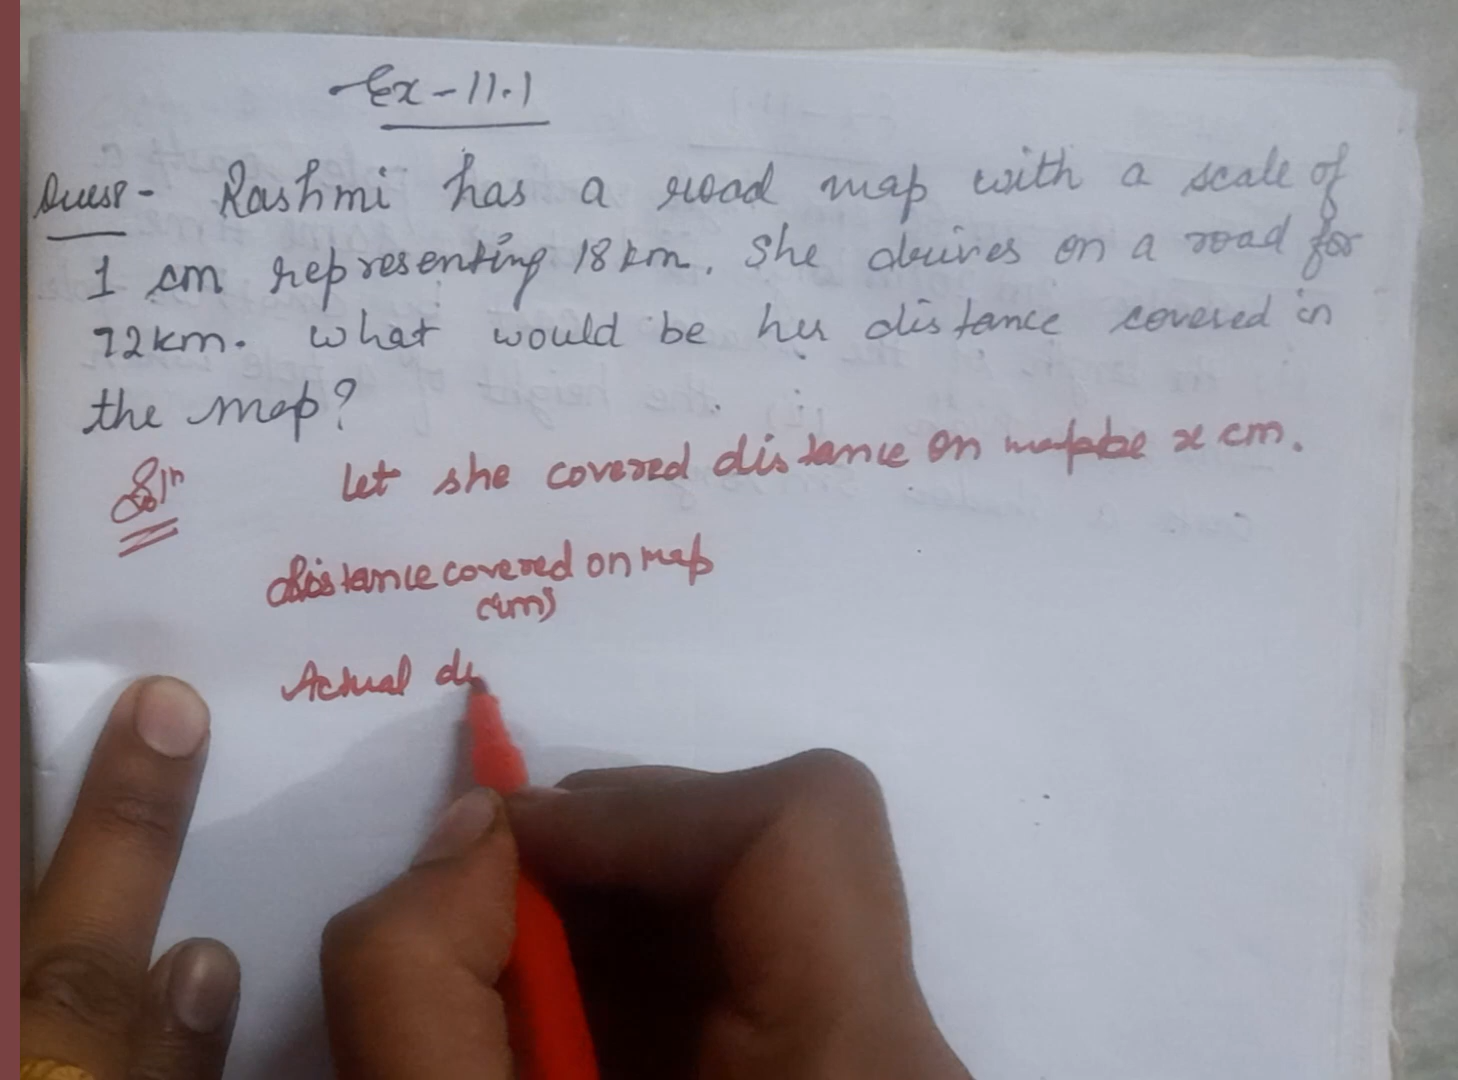 Ex-11.1
Ques- Rashmi has a road map with a scale of
1 cm representing 18 km. She drives on a road for
72 km. What would be her distance covered in
the map?
Soln Let she covered distance on map be x cm.
distance covered on map
(cm)
Actual di